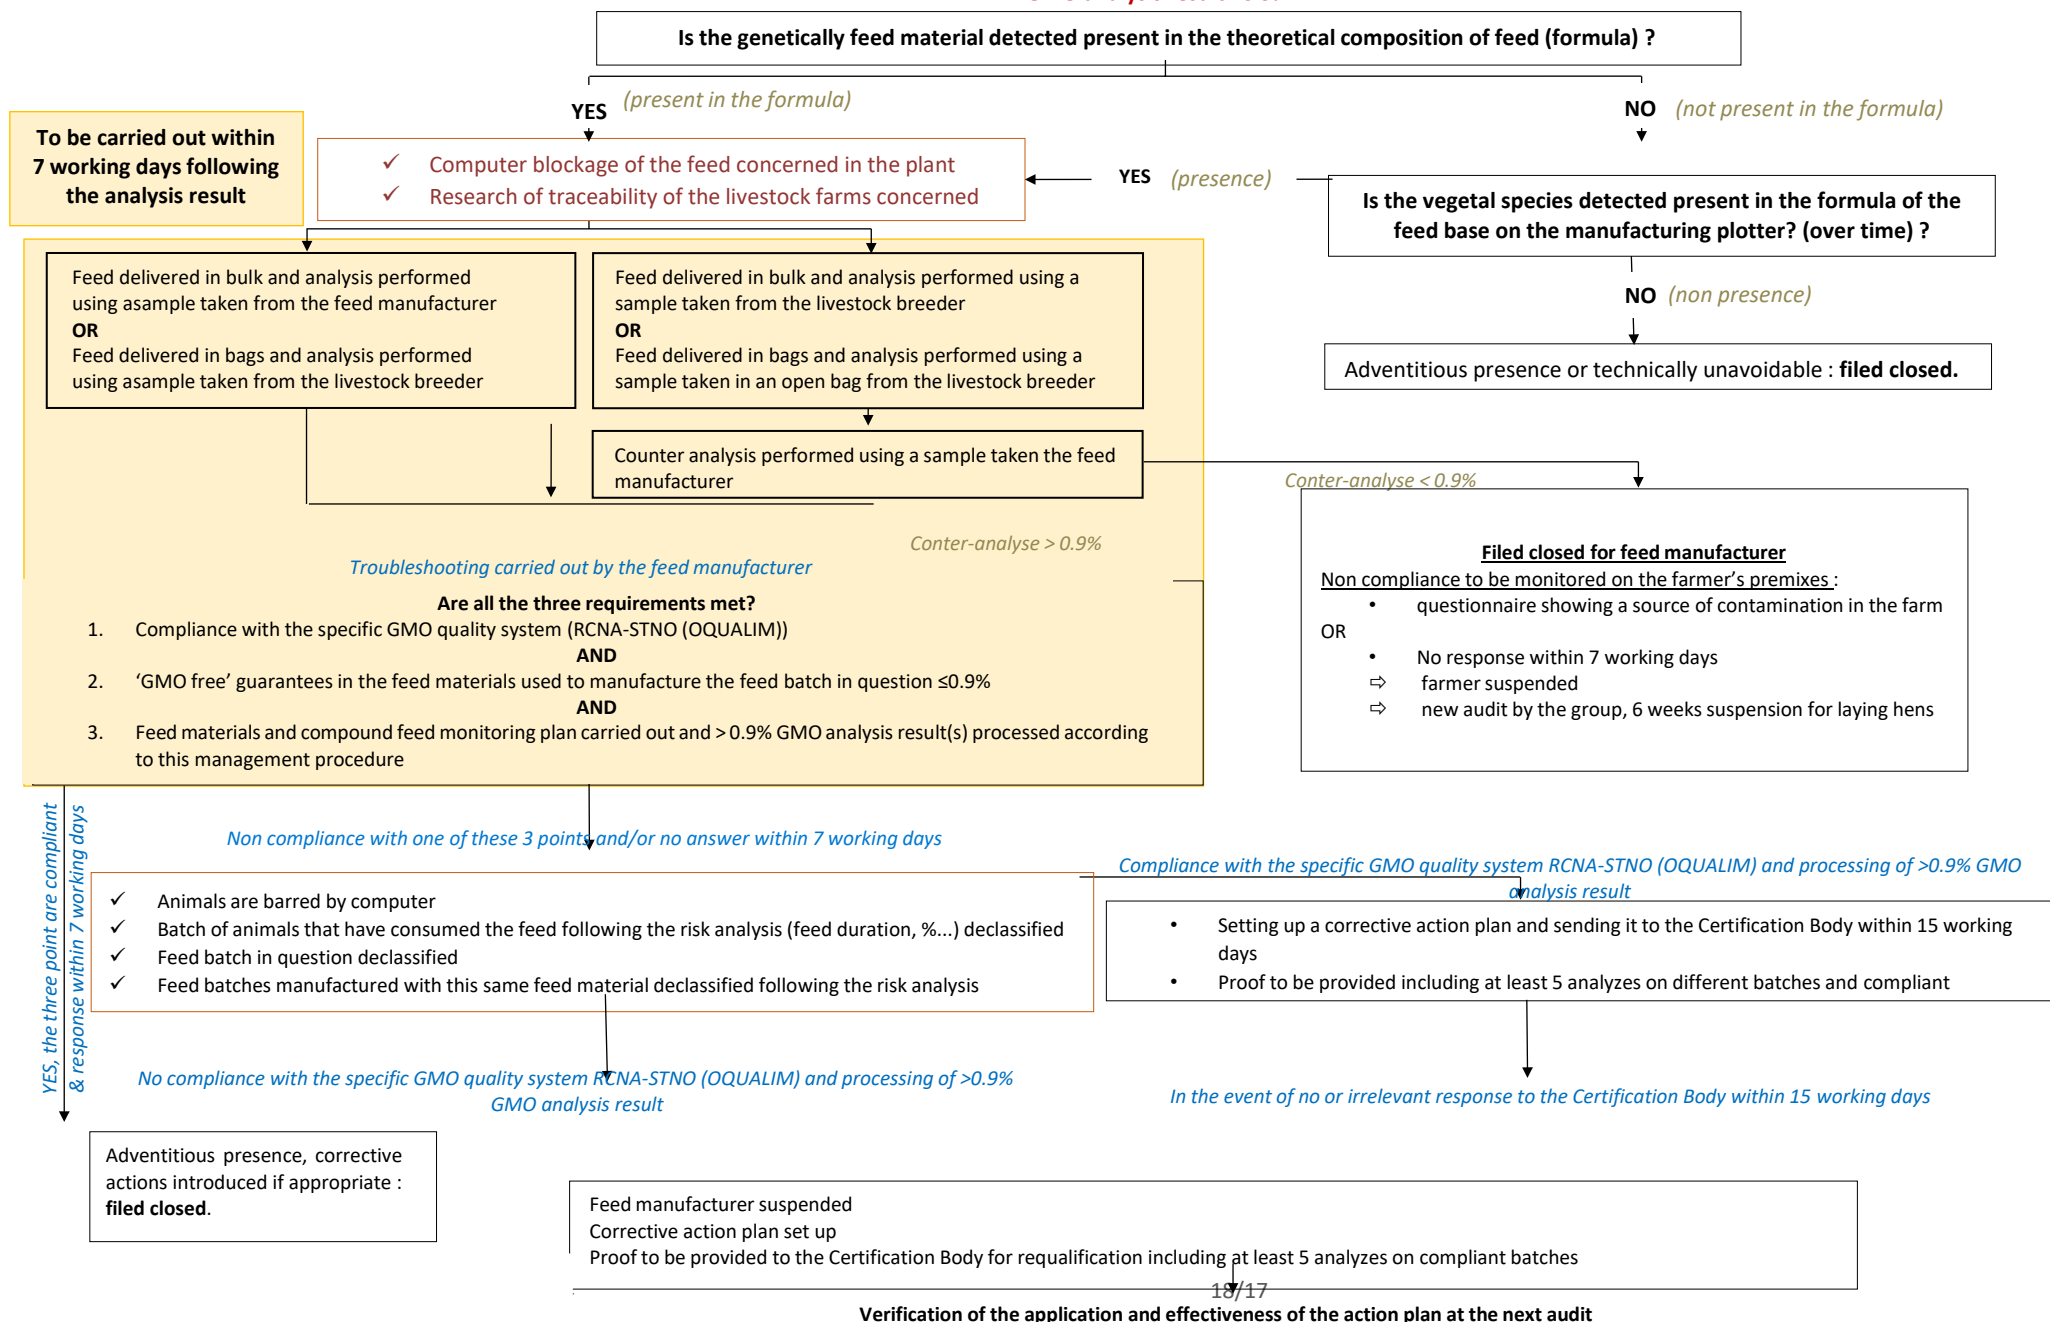 Is the genetically feed material detected present in the theoretical composition of feed (formula) ?
YES (present in the formula)
NO (not present in the formula)
To be carried out within
7 working days following
the analysis result
✓ Computer blockage of the feed concerned in the plant
✓ Research of traceability of the livestock farms concerned
YES (presence)
Is the vegetal species detected present in the formula of the
feed base on the manufacturing plotter? (over time) ?
NO (non presence)
Adventitious presence or technically unavoidable : filed closed.
Feed delivered in bulk and analysis performed
using asample taken from the feed manufacturer
OR
Feed delivered in bags and analysis performed
using asample taken from the livestock breeder
Feed delivered in bulk and analysis performed using a
sample taken from the livestock breeder
OR
Feed delivered in bags and analysis performed using a
sample taken in an open bag from the livestock breeder
Counter analysis performed using a sample taken the feed
manufacturer
Conter-analyse < 0.9%
Conter-analyse > 0.9%
Filed closed for feed manufacturer
Non compliance to be monitored on the farmer's premixes :
• questionnaire showing a source of contamination in the farm
OR
• No response within 7 working days
⇨ farmer suspended
⇨ new audit by the group, 6 weeks suspension for laying hens
Troubleshooting carried out by the feed manufacturer
Are all the three requirements met?
1. Compliance with the specific GMO quality system (RCNA-STNO (OQUALIM))
AND
2. 'GMO free' guarantees in the feed materials used to manufacture the feed batch in question ≤0.9%
AND
3. Feed materials and compound feed monitoring plan carried out and > 0.9% GMO analysis result(s) processed according
to this management procedure
YES, the three point are compliant
& response within 7 working days
Non compliance with one of these 3 points and/or no answer within 7 working days
✓ Animals are barred by computer
✓ Batch of animals that have consumed the feed following the risk analysis (feed duration, %...) declassified
✓ Feed batch in question declassified
✓ Feed batches manufactured with this same feed material declassified following the risk analysis
Compliance with the specific GMO quality system RCNA-STNO (OQUALIM) and processing of >0.9% GMO
analysis result
• Setting up a corrective action plan and sending it to the Certification Body within 15 working
days
• Proof to be provided including at least 5 analyzes on different batches and compliant
No compliance with the specific GMO quality system RCNA-STNO (OQUALIM) and processing of >0.9%
GMO analysis result
In the event of no or irrelevant response to the Certification Body within 15 working days
Adventitious presence, corrective
actions introduced if appropriate :
filed closed.
Feed manufacturer suspended
Corrective action plan set up
Proof to be provided to the Certification Body for requalification including at least 5 analyzes on compliant batches
18/17
Verification of the application and effectiveness of the action plan at the next audit